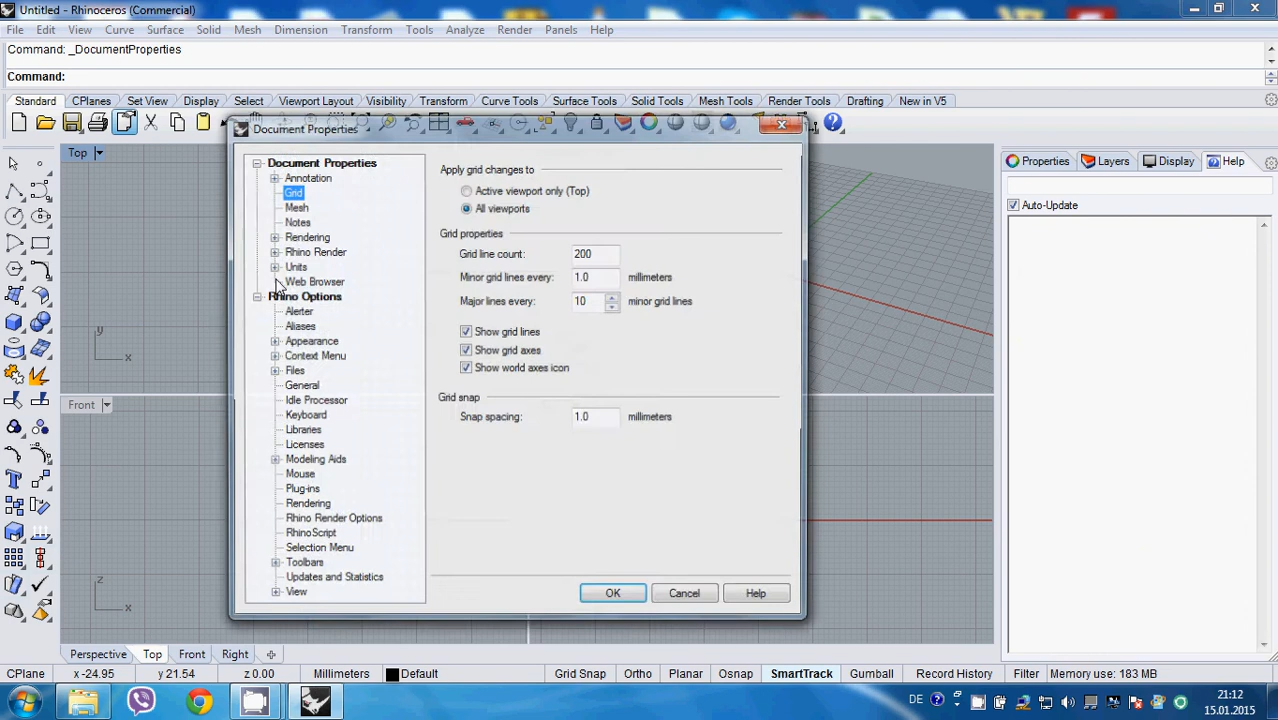 Untitled - Rhinoceros (Commercial)
File Edit View Curve Surface Solid Mesh Dimension Transform Tools Analyze Render Panels Help
Command: _DocumentProperties
Command:
Standard CPlanes Set View Display Select Viewport Layout Visibility Transform Curve Tools Surface Tools Solid Tools Mesh Tools Render Tools Drafting New in V5
Document Properties
Top
Document Properties
Annotation
Grid
Mesh
Notes
Rendering
Rhino Render
Units
Web Browser
Rhino Options
Alerter
Aliases
Appearance
Context Menu
Files
General
Idle Processor
Keyboard
Libraries
Licenses
Modeling Aids
Mouse
Plug-ins
Rendering
Rhino Render Options
RhinoScript
Selection Menu
Toolbars
Updates and Statistics
View
Apply grid changes to
Active viewport only (Top)
All viewports
Grid properties
Grid line count: 200
Minor grid lines every: 1.0 millimeters
Major lines every: 10 minor grid lines
Show grid lines
Show grid axes
Show world axes icon
Grid snap
Snap spacing: 1.0 millimeters
OK Cancel Help
Properties Layers Display Help
Auto-Update
y
x
Front
z
x
Perspective Top Front Right
CPlane x -24.95 y 21.54 z 0.00 Millimeters Default Grid Snap Ortho Planar Osnap SmartTrack Gumball Record History Filter Memory use: 183 MB
DE 21:12
15.01.2015